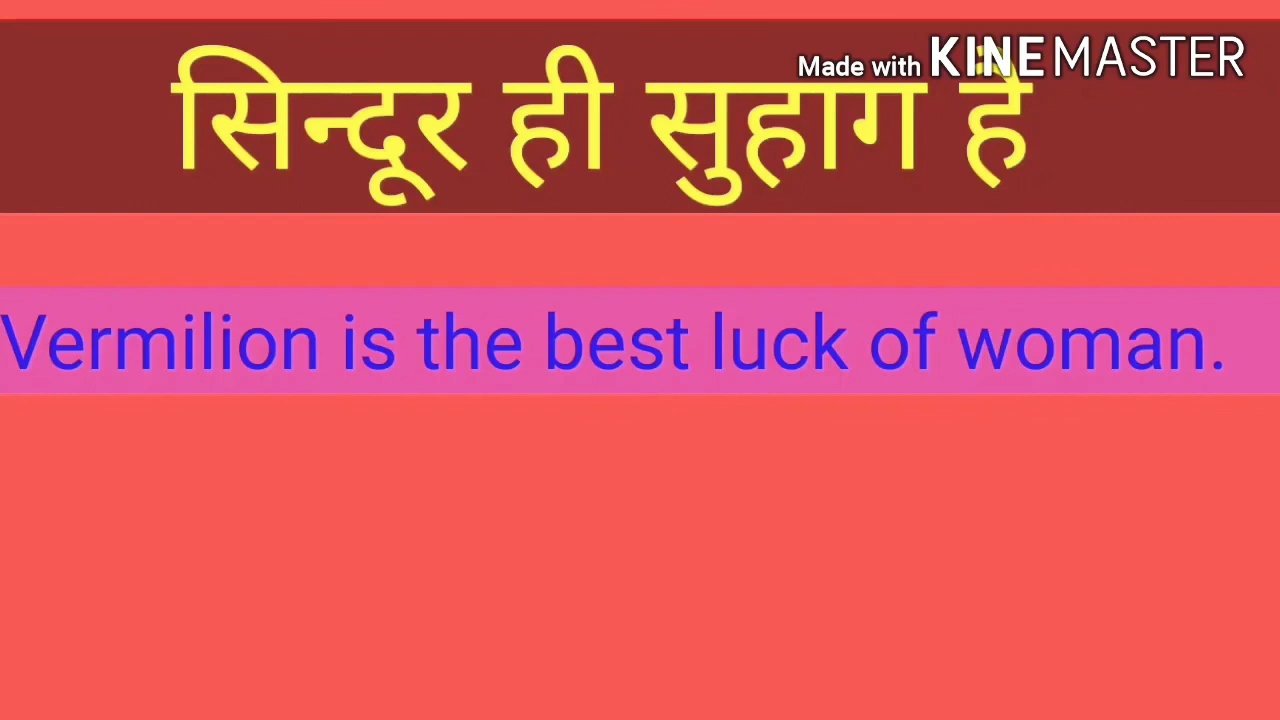 Made with KINEMASTER
सिन्दूर ही सुहाग है
Vermilion is the best luck of woman.